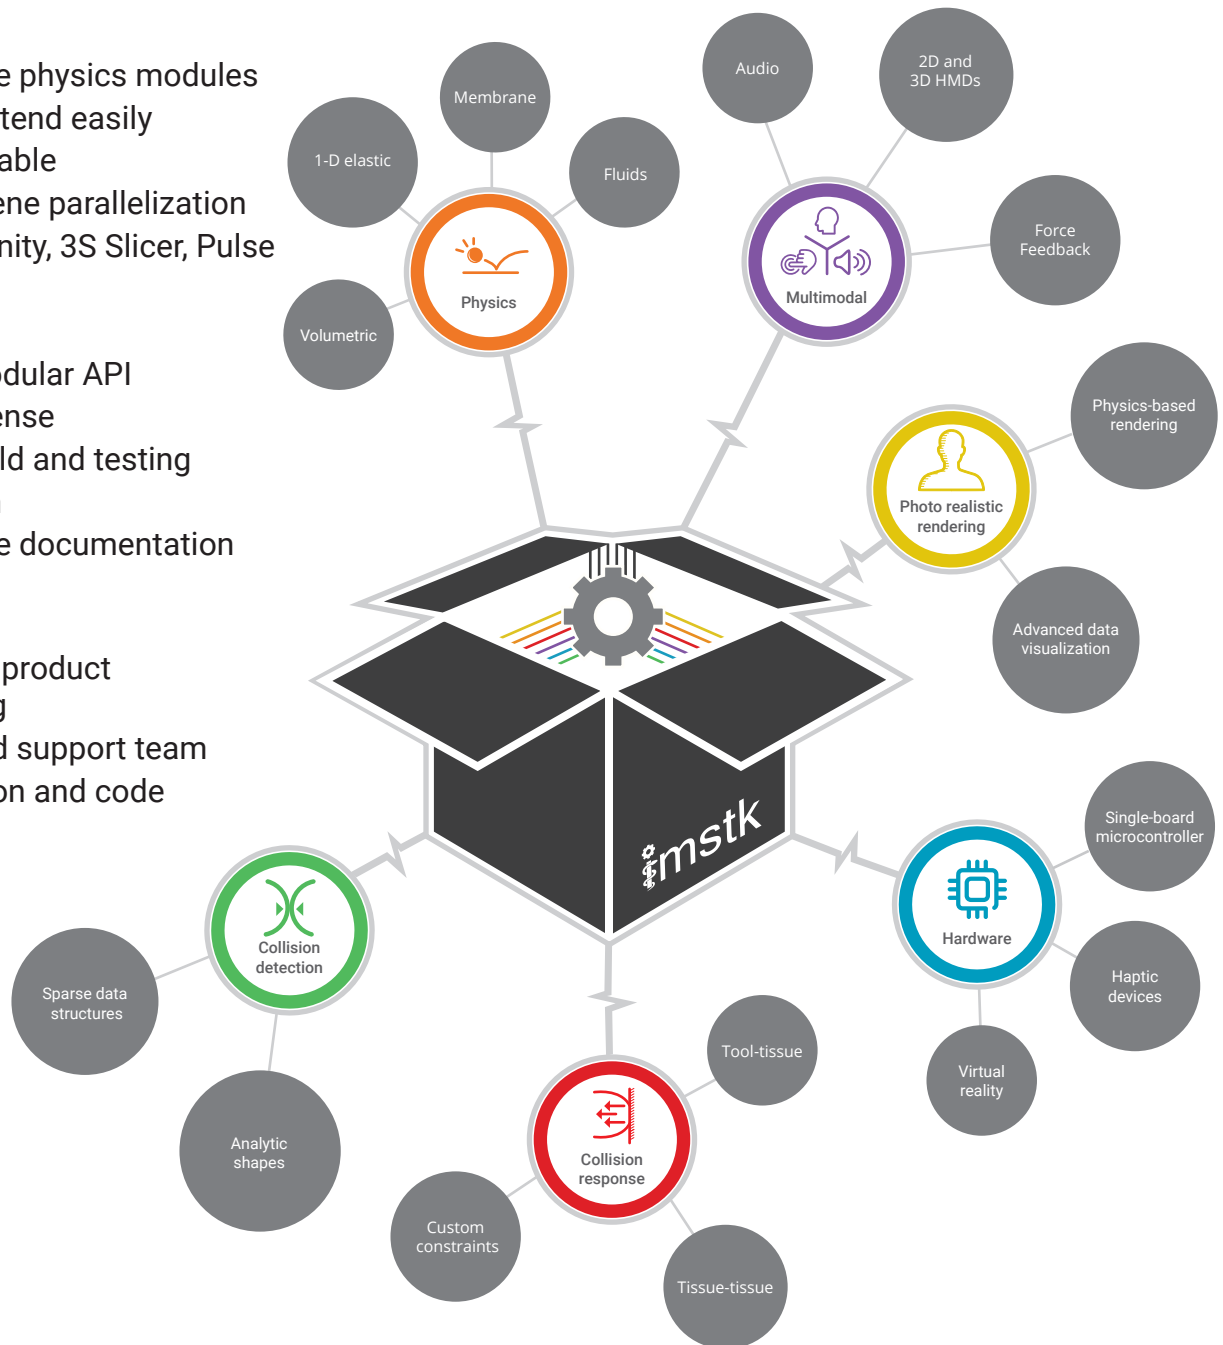 e physics modules
tend easily
able
ene parallelization
nity, 3S Slicer, Pulse
odular API
ense
ld and testing
e documentation
product
g
d support team
on and code
Membrane
1-D elastic
Fluids
Volumetric
Physics
Audio
2D and
3D HMDs
Force
Feedback
Multimodal
Physics-based
rendering
Photo realistic
rendering
Advanced data
visualization
imstk
Single-board
microcontroller
Hardware
Haptic
devices
Virtual
reality
Collision
detection
Sparse data
structures
Analytic
shapes
Tool-tissue
Collision
response
Custom
constraints
Tissue-tissue